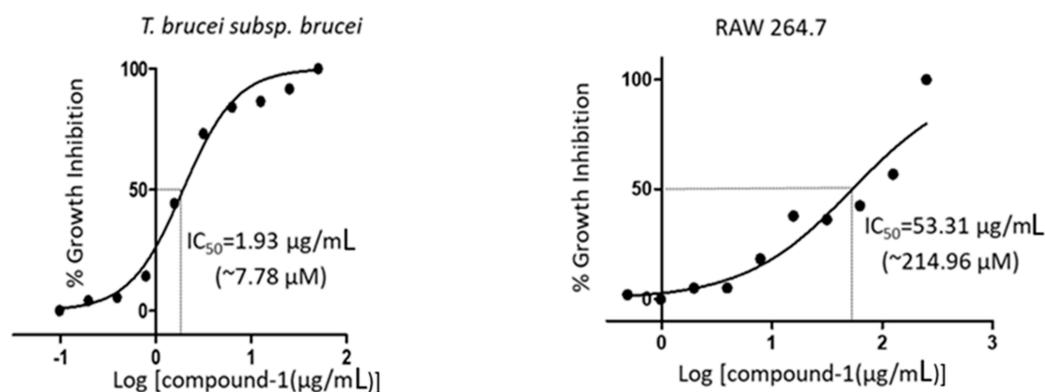 T. brucei subsp. brucei
% Growth Inhibition
100
50
0
IC50=1.93 µg/mL
(~7.78 µM)
-1 0 1 2
Log [compound-1(µg/mL)]
RAW 264.7
% Growth Inhibition
100
50
0
IC50=53.31 µg/mL
(~214.96 µM)
0 1 2 3
Log [compound-1(µg/mL)]